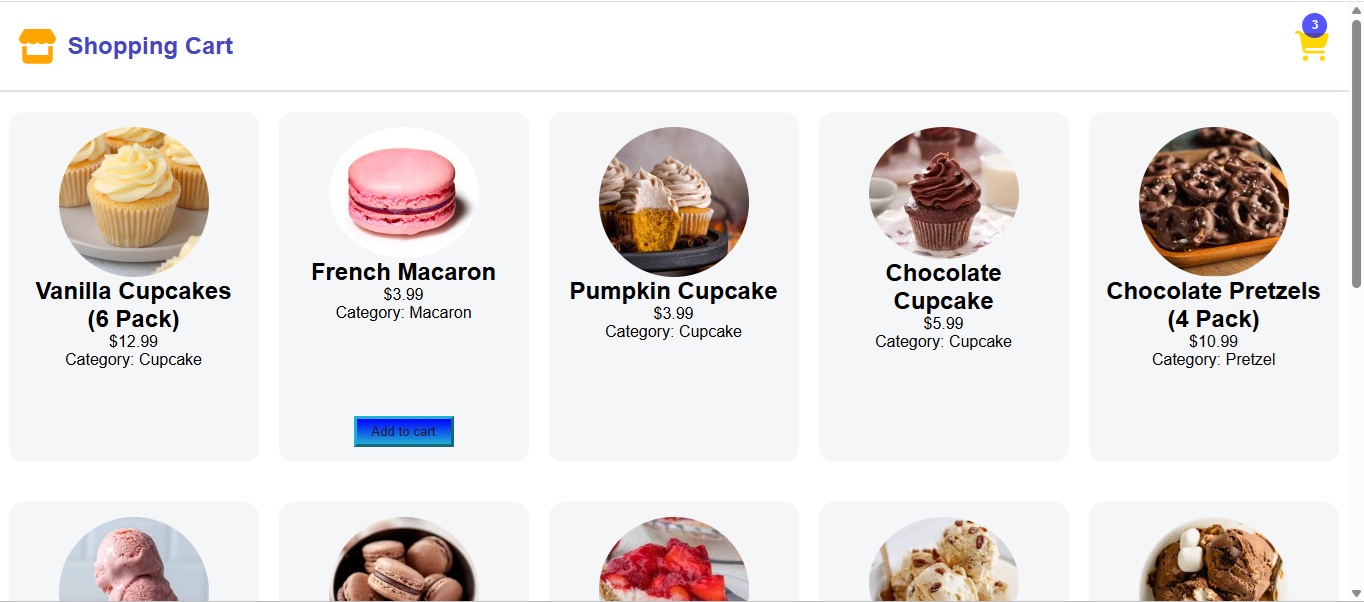 Shopping Cart
3
Vanilla Cupcakes
(6 Pack)
$12.99
Category: Cupcake
French Macaron
$3.99
Category: Macaron
Add to cart
Pumpkin Cupcake
$3.99
Category: Cupcake
Chocolate
Cupcake
$5.99
Category: Cupcake
Chocolate Pretzels
(4 Pack)
$10.99
Category: Pretzel